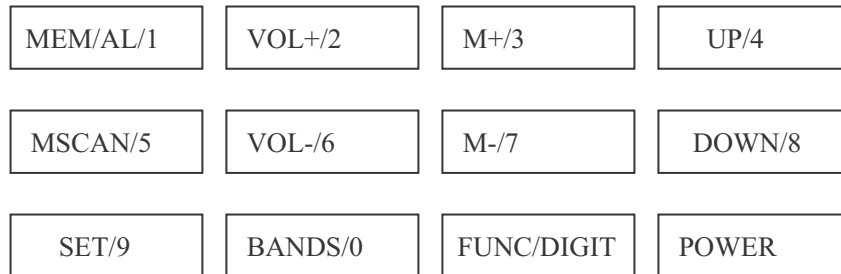 MEM/AL/1 VOL+/2 M+/3 UP/4
MSCAN/5 VOL-/6 M-/7 DOWN/8
SET/9 BANDS/0 FUNC/DIGIT POWER